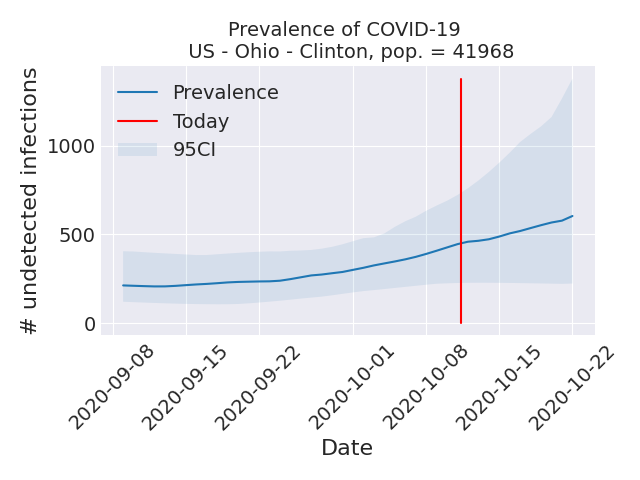 Prevalence of COVID-19
US - Ohio - Clinton, pop. = 41968
Prevalence
Today
95CI
# undetected infections
1000
500
0
2020-09-08
2020-09-15
2020-09-22
2020-10-01
2020-10-08
2020-10-15
2020-10-22
Date